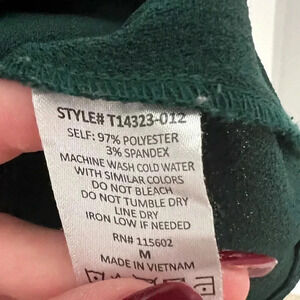 STYLE# T14323-012
SELF: 97% POLYESTER
3% SPANDEX
MACHINE WASH COLD WATER
WITH SIMILAR COLORS
DO NOT BLEACH
DO NOT TUMBLE DRY
LINE DRY
IRON LOW IF NEEDED
RN# 115602
M
MADE IN VIETNAM